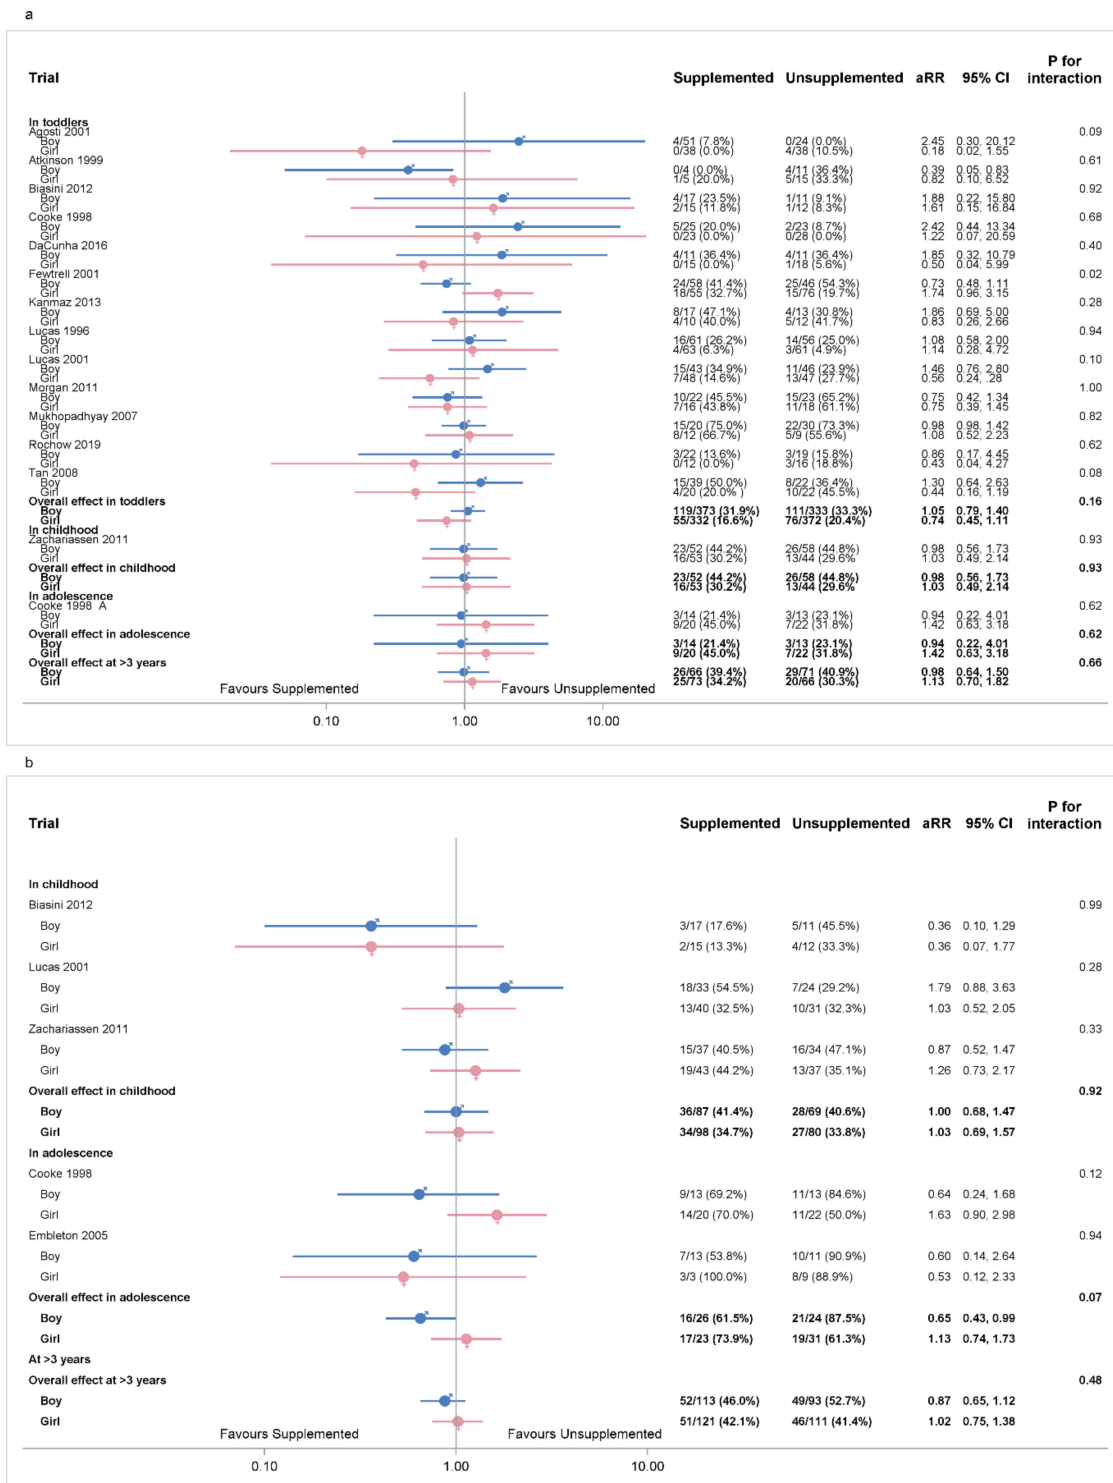 a
Trial Supplemented Unsupplemented aRR 95% CI P for interaction
In toddlers
Agosti 2001 0.09
Boy 4/51 (7.8%) 0/24 (0.0%) 2.45 0.30, 20.12
Girl 0/38 (0.0%) 4/38 (10.5%) 0.18 0.02, 1.55
Atkinson 1999 0.61
Boy 0/4 (0.0%) 4/11 (36.4%) 0.39 0.05, 0.83
Girl 1/5 (20.0%) 5/15 (33.3%) 0.82 0.10, 6.52
Biasini 2012 0.92
Boy 4/17 (23.5%) 1/11 (9.1%) 1.88 0.22, 15.80
Girl 2/15 (11.8%) 1/12 (8.3%) 1.61 0.15, 16.84
Cooke 1998 0.68
Boy 5/25 (20.0%) 2/23 (8.7%) 2.42 0.44, 13.34
Girl 0/23 (0.0%) 0/28 (0.0%) 1.22 0.07, 20.59
DaCunha 2016 0.40
Boy 4/11 (36.4%) 4/11 (36.4%) 1.85 0.32, 10.79
Girl 0/15 (0.0%) 1/18 (5.6%) 0.50 0.04, 5.99
Fewtrell 2001 0.02
Boy 24/58 (41.4%) 25/46 (54.3%) 0.73 0.48, 1.11
Girl 18/55 (32.7%) 15/76 (19.7%) 1.74 0.96, 3.15
Kanmaz 2013 0.28
Boy 8/17 (47.1%) 4/13 (30.8%) 1.86 0.69, 5.00
Girl 4/10 (40.0%) 5/12 (41.7%) 0.83 0.26, 2.66
Lucas 1996 0.94
Boy 16/61 (26.2%) 14/56 (25.0%) 1.08 0.58, 2.00
Girl 4/63 (6.3%) 3/61 (4.9%) 1.14 0.28, 4.72
Lucas 2001 0.10
Boy 15/43 (34.9%) 11/46 (23.9%) 1.46 0.76, 2.80
Girl 7/48 (14.6%) 13/47 (27.7%) 0.56 0.24, .28
Morgan 2011 1.00
Boy 10/22 (45.5%) 15/23 (65.2%) 0.75 0.42, 1.34
Girl 7/16 (43.8%) 11/18 (61.1%) 0.75 0.39, 1.45
Mukhopadhyay 2007 0.82
Boy 15/20 (75.0%) 22/30 (73.3%) 0.98 0.98, 1.42
Girl 8/12 (66.7%) 5/9 (55.6%) 1.08 0.52, 2.23
Rochow 2019 0.62
Boy 3/22 (13.6%) 3/19 (15.8%) 0.86 0.17, 4.45
Girl 0/12 (0.0%) 3/16 (18.8%) 0.43 0.04, 4.27
Tan 2008 0.08
Boy 15/39 (50.0%) 8/22 (36.4%) 1.30 0.64, 2.63
Girl 4/20 (20.0% ) 10/22 (45.5%) 0.44 0.16, 1.19
Overall effect in toddlers 0.16
Boy 119/373 (31.9%) 111/333 (33.3%) 1.05 0.79, 1.40
Girl 55/332 (16.6%) 76/372 (20.4%) 0.74 0.45, 1.11
In childhood
Zachariassen 2011 0.93
Boy 23/52 (44.2%) 26/58 (44.8%) 0.98 0.56, 1.73
Girl 16/53 (30.2%) 13/44 (29.6% 1.03 0.49, 2.14
Overall effect in childhood 0.93
Boy 23/52 (44.2%) 26/58 (44.8%) 0.98 0.56, 1.73
Girl 16/53 (30.2%) 13/44 (29.6% 1.03 0.49, 2.14
In adolescence
Cooke 1998 A 0.62
Boy 3/14 (21.4%) 3/13 (23.1%) 0.94 0.22, 4.01
Girl 9/20 (45.0%) 7/22 (31.8%) 1.42 0.63, 3.18
Overall effect in adolescence 0.62
Boy 3/14 (21.4%) 3/13 (23.1%) 0.94 0.22, 4.01
Girl 9/20 (45.0%) 7/22 (31.8%) 1.42 0.63, 3.18
Overall effect at >3 years 0.66
Boy 26/66 (39.4%) 29/71 (40.9%) 0.98 0.64, 1.50
Girl 25/73 (34.2%) 20/66 (30.3%) 1.13 0.70, 1.82
Favours Supplemented Favours Unsupplemented
0.10 1.00 10.00
b
Trial Supplemented Unsupplemented aRR 95% CI P for interaction
In childhood
Biasini 2012 0.99
Boy 3/17 (17.6%) 5/11 (45.5%) 0.36 0.10, 1.29
Girl 2/15 (13.3%) 4/12 (33.3%) 0.36 0.07, 1.77
Lucas 2001 0.28
Boy 18/33 (54.5%) 7/24 (29.2%) 1.79 0.88, 3.63
Girl 13/40 (32.5%) 10/31 (32.3%) 1.03 0.52, 2.05
Zachariassen 2011 0.33
Boy 15/37 (40.5%) 16/34 (47.1%) 0.87 0.52, 1.47
Girl 19/43 (44.2%) 13/37 (35.1%) 1.26 0.73, 2.17
Overall effect in childhood 0.92
Boy 36/87 (41.4%) 28/69 (40.6%) 1.00 0.68, 1.47
Girl 34/98 (34.7%) 27/80 (33.8%) 1.03 0.69, 1.57
In adolescence
Cooke 1998 0.12
Boy 9/13 (69.2%) 11/13 (84.6%) 0.64 0.24, 1.68
Girl 14/20 (70.0%) 11/22 (50.0%) 1.63 0.90, 2.98
Embleton 2005 0.94
Boy 7/13 (53.8%) 10/11 (90.9%) 0.60 0.14, 2.64
Girl 3/3 (100.0%) 8/9 (88.9%) 0.53 0.12, 2.33
Overall effect in adolescence 0.07
Boy 16/26 (61.5%) 21/24 (87.5%) 0.65 0.43, 0.99
Girl 17/23 (73.9%) 19/31 (61.3%) 1.13 0.74, 1.73
At >3 years
Overall effect at >3 years 0.48
Boy 52/113 (46.0%) 49/93 (52.7%) 0.87 0.65, 1.12
Girl 51/121 (42.1%) 46/111 (41.4%) 1.02 0.75, 1.38
Favours Supplemented Favours Unsupplemented
0.10 1.00 10.00